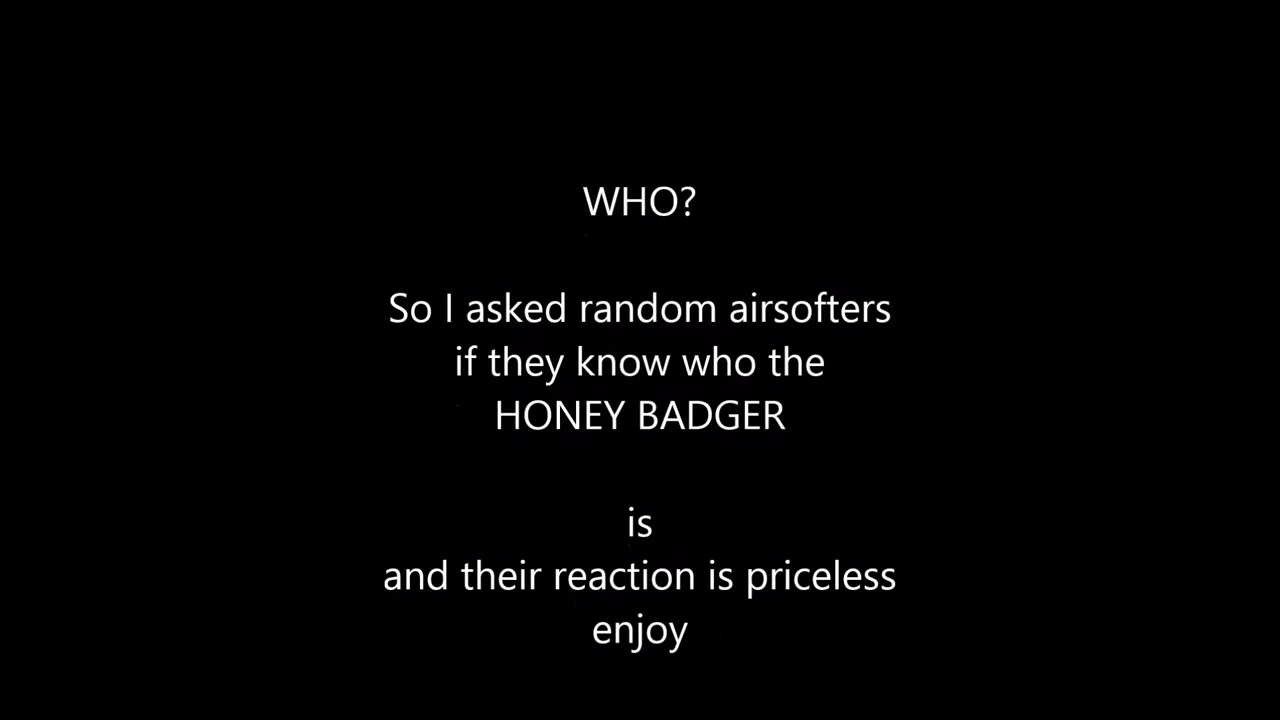 WHO?
So I asked random airsofters
if they know who the
HONEY BADGER
is
and their reaction is priceless
enjoy